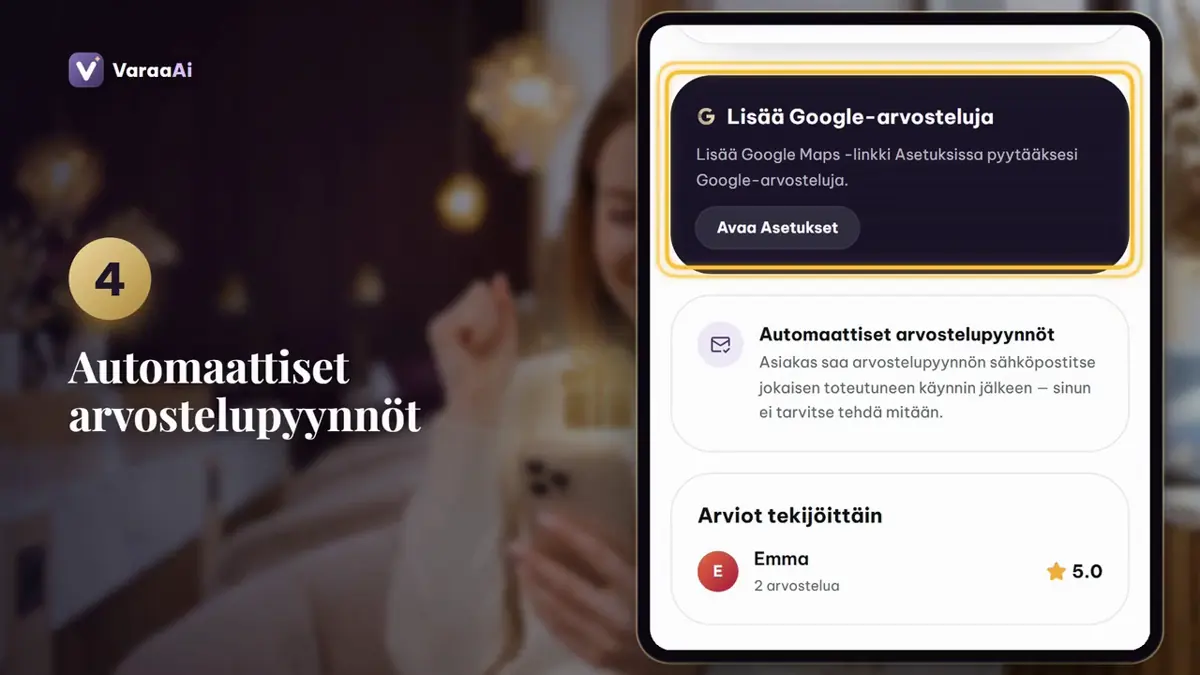 VaraaAi
4
Automaattiset
arvostelupyynnöt
Lisää Google-arvosteluja
Lisää Google Maps -linkki Asetuksissa pyytääksesi
Google-arvosteluja.
Avaa Asetukset
Automaattiset arvostelupyynnöt
Asiakas saa arvostelupyynnön sähköpostitse
jokaisen toteutuneen käynnin jälkeen — sinun
ei tarvitse tehdä mitään.
Arviot tekijöittäin
E
Emma
2 arvostelua
5.0